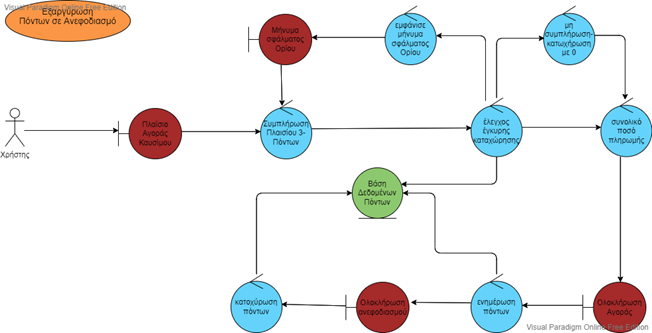 Visual Paradigm Online Free Edition
Εξαργύρωση
Πόντων σε Ανεφοδιασμό
Μήνυμα
σφάλματος
Ορίου
εμφάνισε
μήνυμα
σφάλματος
Ορίου
μη
συμπλήρωση-
κατωχήρωση
με 0
Χρήστης
Πλαίσιο
Αγοράς
Καυσίμου
Συμπλήρωση
Πλαισίου 3-
Πόντων
έλεγχος
έγκυρης
καταχώρησης
συνολικό
ποσό
πληρωμής
Βάση
Δεδομένων
Πόντων
κατοχύρωση
πόντων
Ολοκλήρωση
ανεφοδιασμού
ενημέρωση
πόντων
Ολοκλήρωση
Αγοράς
Visual Paradigm Online Free Edition